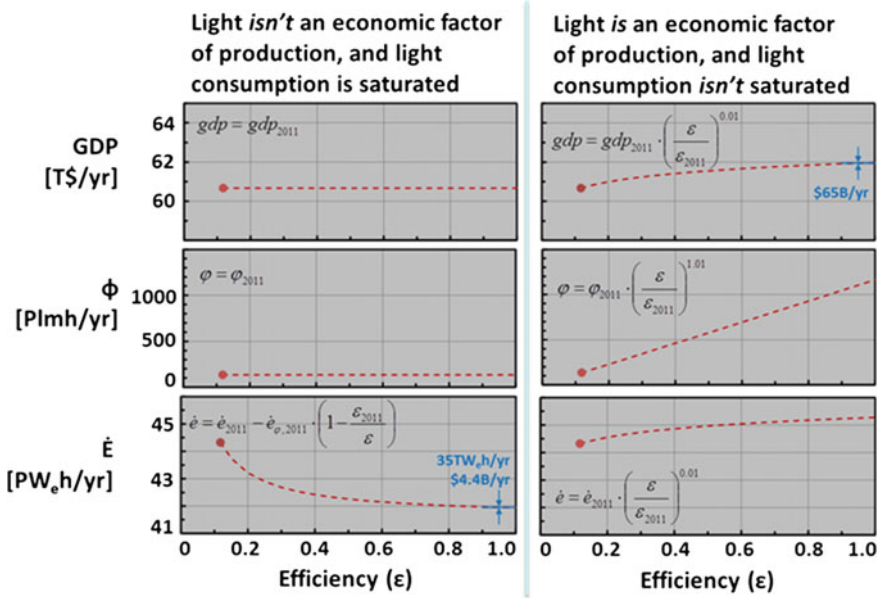 Light isn't an economic factor
of production, and light
consumption is saturated
Light is an economic factor
of production, and light
consumption isn't saturated
GDP
[T$/yr]
64
62
60
gdp = gdp2011
gdp = gdp2011 · (ε/ε2011)^0.01
$65B/yr
Φ
[Plmh/yr]
1000
500
0
φ = φ2011
φ = φ2011 · (ε/ε2011)^1.01
Ė
[PWeh/yr]
45
43
41
ė = ė2011 − ėφ,2011 · (1 − ε2011/ε)
35TWeh/yr
$4.4B/yr
ė = ė2011 · (ε/ε2011)^0.01
0 0.2 0.4 0.6 0.8 1.0
Efficiency (ε)
0 0.2 0.4 0.6 0.8 1.0
Efficiency (ε)